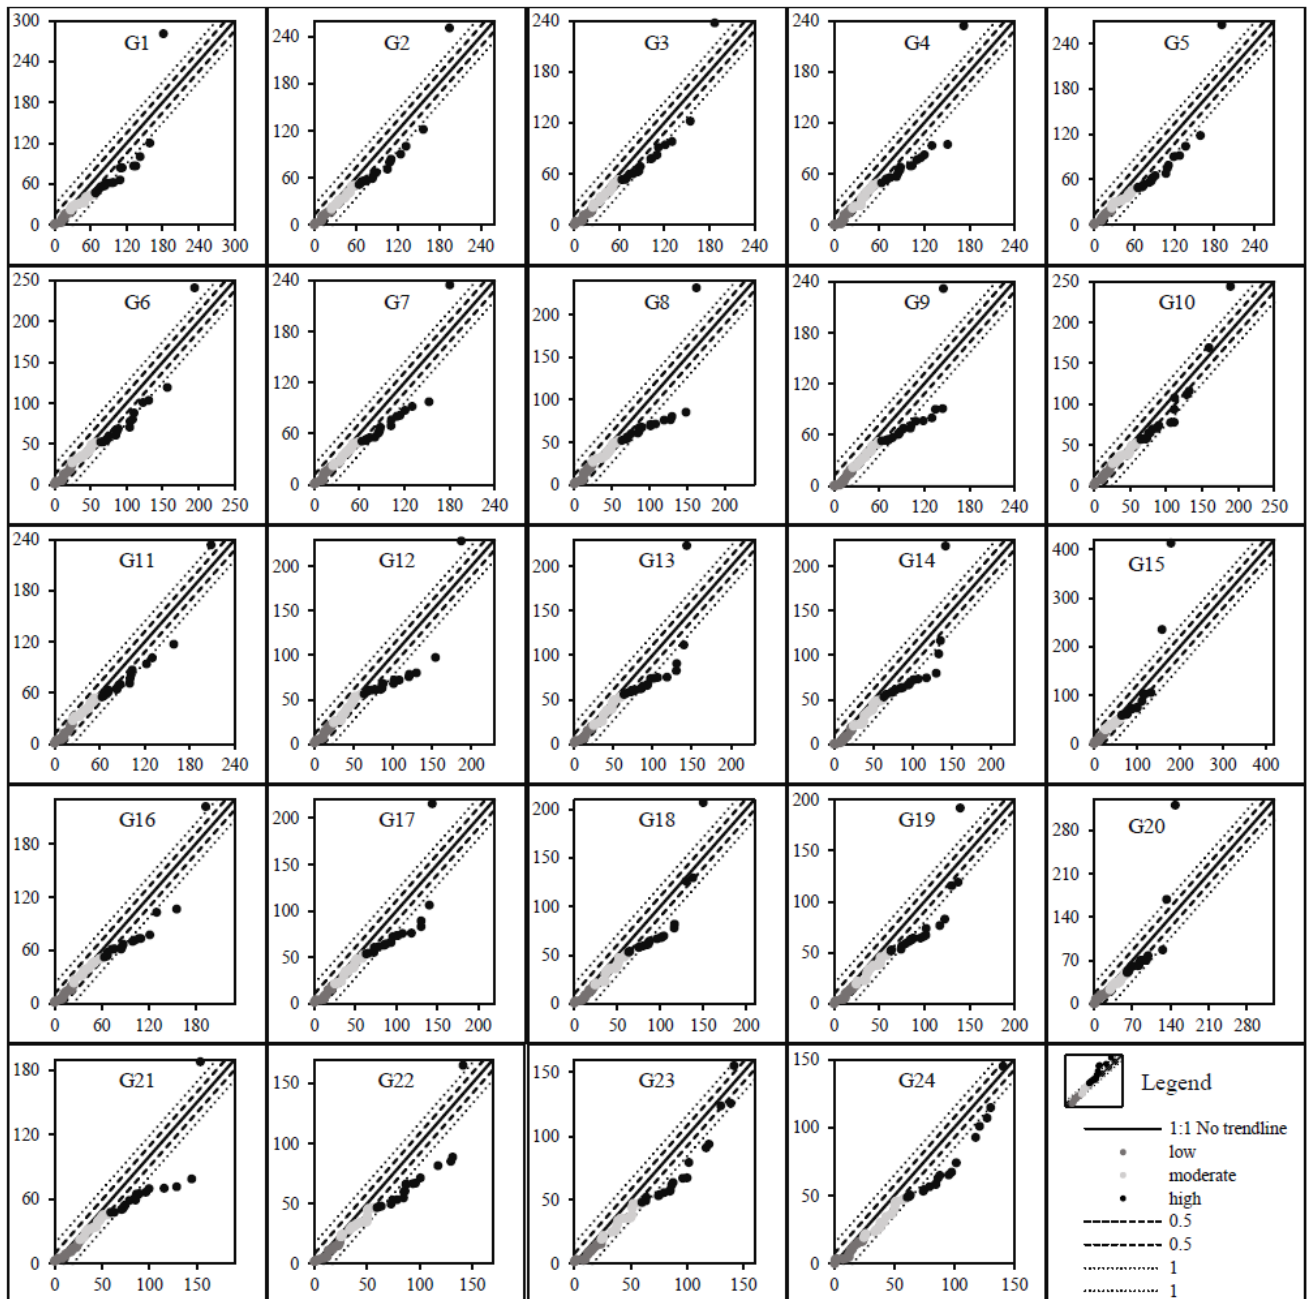 300
G1
240
180
120
60
0
0 60 120 180 240 300
240
G2
180
120
60
0
0 60 120 180 240
240
G3
180
120
60
0
0 60 120 180 240
240
G4
180
120
60
0
0 60 120 180 240
240
G5
180
120
60
0
0 60 120 180 240
250
G6
200
150
100
50
0
0 50 100 150 200 250
240
G7
180
120
60
0
0 60 120 180 240
G8
200
150
100
50
0
0 50 100 150 200
240
G9
180
120
60
0
0 60 120 180 240
250
G10
200
150
100
50
0
0 50 100 150 200 250
240
G11
180
120
60
0
0 60 120 180 240
G12
200
150
100
50
0
0 50 100 150 200
G13
200
150
100
50
0
0 50 100 150 200
G14
200
150
100
50
0
0 50 100 150 200
400
G15
300
200
100
0
0 100 200 300 400
G16
180
120
60
0
0 60 120 180
G17
200
150
100
50
0
0 50 100 150 200
200
G18
150
100
50
0
0 50 100 150 200
200
G19
150
100
50
0
0 50 100 150 200
G20
280
210
140
70
0
0 70 140 210 280
180
G21
120
60
0
0 50 100 150
G22
150
100
50
0
0 50 100 150
150
G23
100
50
0
0 50 100 150
150
G24
100
50
0
0 50 100 150
Legend
1:1 No trendline
low
moderate
high
0.5
0.5
1
1